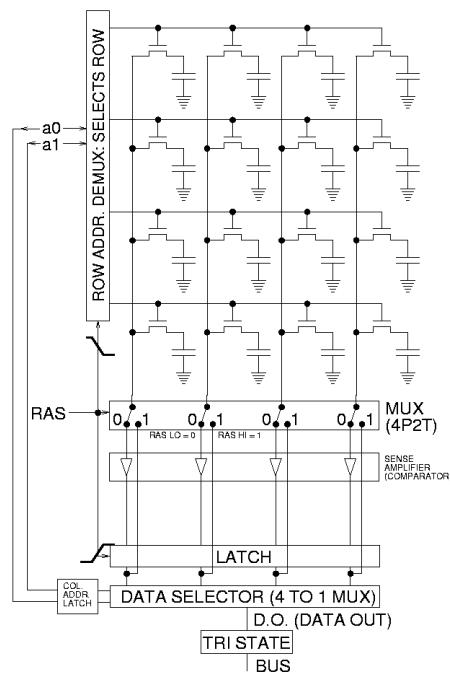 ROW ADDR. DEMUX: SELECTS ROW
a0
a1
RAS
0 1
0 1
0 1
0 1
MUX
(4P2T)
RAS LO = 0
RAS HI = 1
SENSE
AMPLIFIER
(COMPARATOR
LATCH
COL.
ADDR.
LATCH
DATA SELECTOR (4 TO 1 MUX)
D.O. (DATA OUT)
TRI STATE
BUS